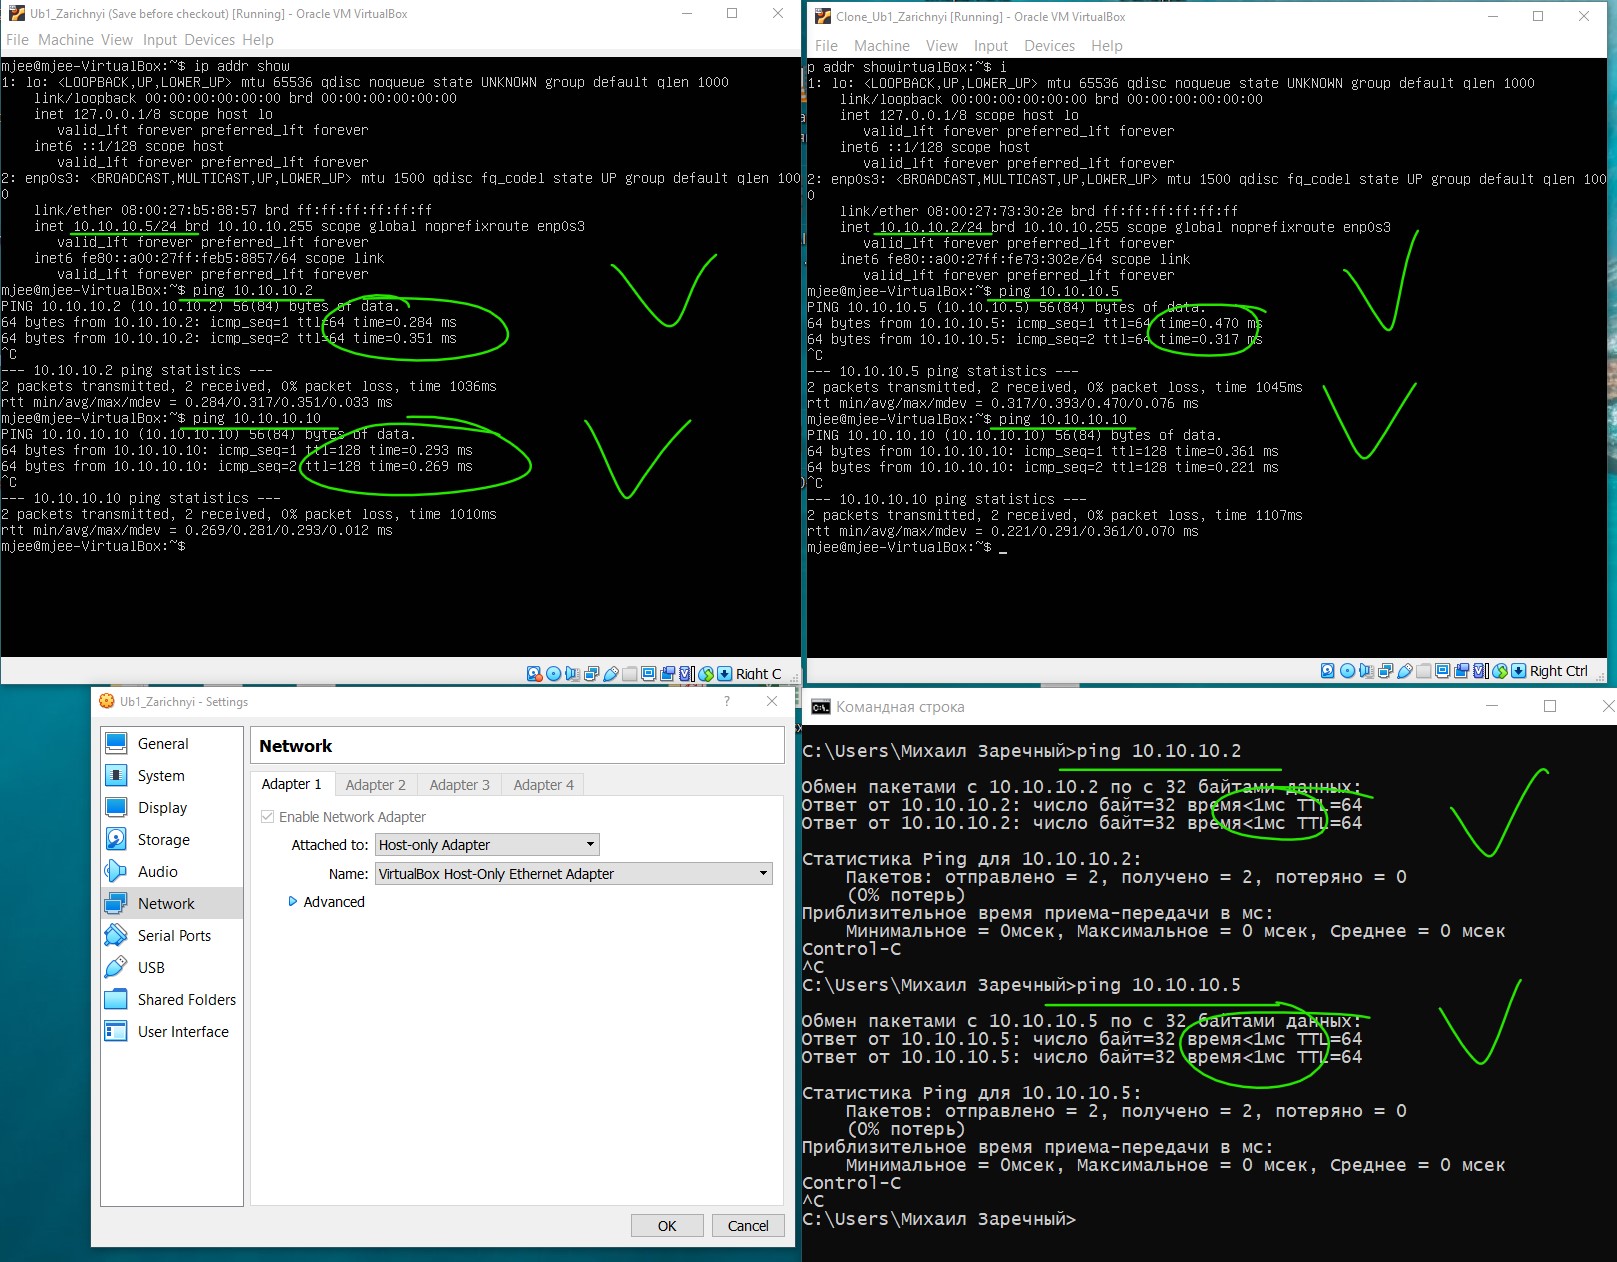 Ub1_Zarichnyi (Save before checkout) [Running] - Oracle VM VirtualBox
File Machine View Input Devices Help
mjee@mjee-VirtualBox:~$ ip addr show
1: lo: <LOOPBACK,UP,LOWER_UP> mtu 65536 qdisc noqueue state UNKNOWN group default qlen 1000
link/loopback 00:00:00:00:00:00 brd 00:00:00:00:00:00
inet 127.0.0.1/8 scope host lo
valid_lft forever preferred_lft forever
inet6 ::1/128 scope host
valid_lft forever preferred_lft forever
2: enp0s3: <BROADCAST,MULTICAST,UP,LOWER_UP> mtu 1500 qdisc fq_codel state UP group default qlen 100
0
link/ether 08:00:27:b5:88:57 brd ff:ff:ff:ff:ff:ff
inet 10.10.10.5/24 brd 10.10.10.255 scope global noprefixroute enp0s3
valid_lft forever preferred_lft forever
inet6 fe80::a00:27ff:feb5:8857/64 scope link
valid_lft forever preferred_lft forever
mjee@mjee-VirtualBox:~$ ping 10.10.10.2
PING 10.10.10.2 (10.10.10.2) 56(84) bytes of data.
64 bytes from 10.10.10.2: icmp_seq=1 ttl=64 time=0.284 ms
64 bytes from 10.10.10.2: icmp_seq=2 ttl=64 time=0.351 ms
^C
--- 10.10.10.2 ping statistics ---
2 packets transmitted, 2 received, 0% packet loss, time 1036ms
rtt min/avg/max/mdev = 0.284/0.317/0.351/0.033 ms
mjee@mjee-VirtualBox:~$ ping 10.10.10.10
PING 10.10.10.10 (10.10.10.10) 56(84) bytes of data.
64 bytes from 10.10.10.10: icmp_seq=1 ttl=128 time=0.293 ms
64 bytes from 10.10.10.10: icmp_seq=2 ttl=128 time=0.269 ms
^C
--- 10.10.10.10 ping statistics ---
2 packets transmitted, 2 received, 0% packet loss, time 1010ms
rtt min/avg/max/mdev = 0.269/0.281/0.293/0.012 ms
mjee@mjee-VirtualBox:~$
Right C
Clone_Ub1_Zarichnyi [Running] - Oracle VM VirtualBox
File Machine View Input Devices Help
p addr showirtualBox:~$ i
1: lo: <LOOPBACK,UP,LOWER_UP> mtu 65536 qdisc noqueue state UNKNOWN group default qlen 1000
link/loopback 00:00:00:00:00:00 brd 00:00:00:00:00:00
inet 127.0.0.1/8 scope host lo
valid_lft forever preferred_lft forever
inet6 ::1/128 scope host
valid_lft forever preferred_lft forever
2: enp0s3: <BROADCAST,MULTICAST,UP,LOWER_UP> mtu 1500 qdisc fq_codel state UP group default qlen 100
0
link/ether 08:00:27:73:30:2e brd ff:ff:ff:ff:ff:ff
inet 10.10.10.2/24 brd 10.10.10.255 scope global noprefixroute enp0s3
valid_lft forever preferred_lft forever
inet6 fe80::a00:27ff:fe73:302e/64 scope link
valid_lft forever preferred_lft forever
mjee@mjee-VirtualBox:~$ ping 10.10.10.5
PING 10.10.10.5 (10.10.10.5) 56(84) bytes of data.
64 bytes from 10.10.10.5: icmp_seq=1 ttl=64 time=0.470 ms
64 bytes from 10.10.10.5: icmp_seq=2 ttl=64 time=0.317 ms
^C
--- 10.10.10.5 ping statistics ---
2 packets transmitted, 2 received, 0% packet loss, time 1045ms
rtt min/avg/max/mdev = 0.317/0.393/0.470/0.076 ms
mjee@mjee-VirtualBox:~$ ping 10.10.10.10
PING 10.10.10.10 (10.10.10.10) 56(84) bytes of data.
64 bytes from 10.10.10.10: icmp_seq=1 ttl=128 time=0.361 ms
64 bytes from 10.10.10.10: icmp_seq=2 ttl=128 time=0.221 ms
^C
--- 10.10.10.10 ping statistics ---
2 packets transmitted, 2 received, 0% packet loss, time 1107ms
rtt min/avg/max/mdev = 0.221/0.291/0.361/0.070 ms
mjee@mjee-VirtualBox:~$ _
Right Ctrl
Ub1_Zarichnyi - Settings
General
System
Display
Storage
Audio
Network
Serial Ports
USB
Shared Folders
User Interface
Network
Adapter 1 Adapter 2 Adapter 3 Adapter 4
Enable Network Adapter
Attached to: Host-only Adapter
Name: VirtualBox Host-Only Ethernet Adapter
Advanced
OK Cancel
Командная строка
C:\Users\Михаил Заречный>ping 10.10.10.2
Обмен пакетами с 10.10.10.2 по с 32 байтами данных:
Ответ от 10.10.10.2: число байт=32 время<1мс TTL=64
Ответ от 10.10.10.2: число байт=32 время<1мс TTL=64
Статистика Ping для 10.10.10.2:
Пакетов: отправлено = 2, получено = 2, потеряно = 0
(0% потерь)
Приблизительное время приема-передачи в мс:
Минимальное = 0мсек, Максимальное = 0 мсек, Среднее = 0 мсек
Control-C
^C
C:\Users\Михаил Заречный>ping 10.10.10.5
Обмен пакетами с 10.10.10.5 по с 32 байтами данных:
Ответ от 10.10.10.5: число байт=32 время<1мс TTL=64
Ответ от 10.10.10.5: число байт=32 время<1мс TTL=64
Статистика Ping для 10.10.10.5:
Пакетов: отправлено = 2, получено = 2, потеряно = 0
(0% потерь)
Приблизительное время приема-передачи в мс:
Минимальное = 0мсек, Максимальное = 0 мсек, Среднее = 0 мсек
Control-C
^C
C:\Users\Михаил Заречный>